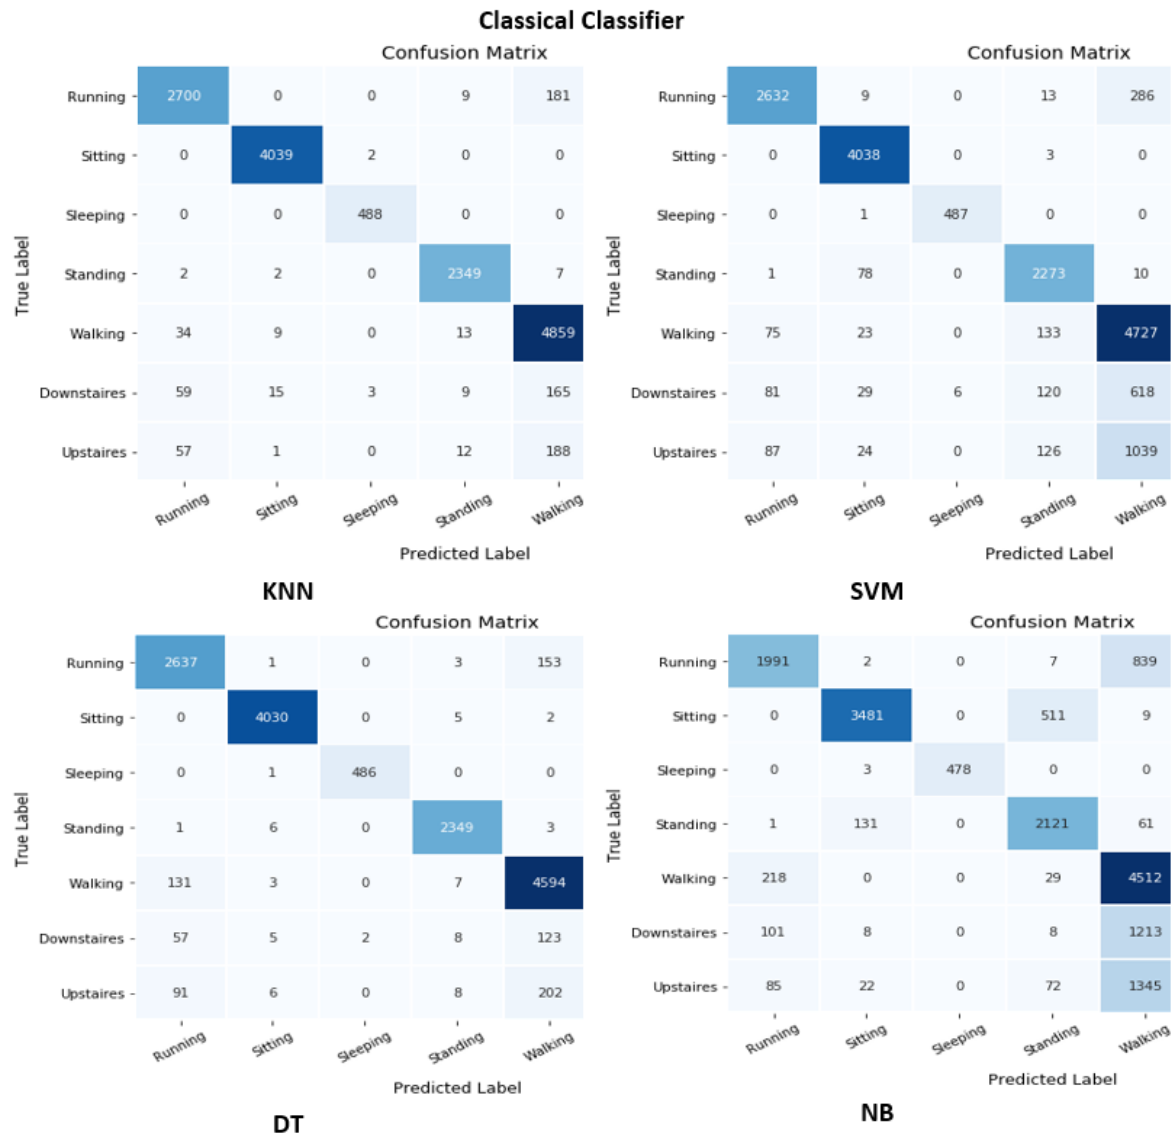 Classical Classifier
Confusion Matrix
Running 2700 0 0 9 181
Sitting 0 4039 2 0 0
Sleeping 0 0 488 0 0
Standing 2 2 0 2349 7
Walking 34 9 0 13 4859
Downstaires 59 15 3 9 165
Upstaires 57 1 0 12 188
True Label
Running Sitting Sleeping Standing Walking
Predicted Label
KNN
Confusion Matrix
Running 2632 9 0 13 286
Sitting 0 4038 0 3 0
Sleeping 0 1 487 0 0
Standing 1 78 0 2273 10
Walking 75 23 0 133 4727
Downstaires 81 29 6 120 618
Upstaires 87 24 0 126 1039
True Label
Running Sitting Sleeping Standing Walking
Predicted Label
SVM
Confusion Matrix
Running 2637 1 0 3 153
Sitting 0 4030 0 5 2
Sleeping 0 1 486 0 0
Standing 1 6 0 2349 3
Walking 131 3 0 7 4594
Downstaires 57 5 2 8 123
Upstaires 91 6 0 8 202
True Label
Running Sitting Sleeping Standing Walking
Predicted Label
DT
Confusion Matrix
Running 1991 2 0 7 839
Sitting 0 3481 0 511 9
Sleeping 0 3 478 0 0
Standing 1 131 0 2121 61
Walking 218 0 0 29 4512
Downstaires 101 8 0 8 1213
Upstaires 85 22 0 72 1345
True Label
Running Sitting Sleeping Standing Walking
Predicted Label
NB